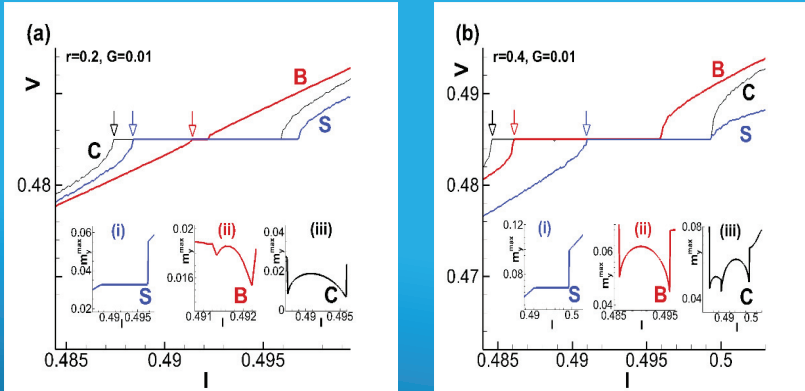 (a)
r=0.2, G=0.01
V
B
C
S
0.48
0.06
0.04
0.02
m_y^max
(i)
S
0.49 0.495
I
0.02
0.016
m_y^max
(ii)
B
0.491 0.492
I
0.04
0.02
0
m_y^max
(iii)
C
0.49 0.495
I
0.485 0.49 0.495
I
(b)
r=0.4, G=0.01
V
B
C
S
0.49
0.48
0.47
0.12
0.08
m_y^max
(i)
S
0.49 0.5
I
0.06
0.04
m_y^max
(ii)
B
0.485 0.495
I
0.08
0.04
m_y^max
(iii)
C
0.49 0.5
I
0.485 0.49 0.495 0.5
I